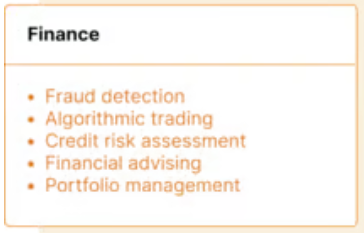 Finance
• Fraud detection
• Algorithmic trading
• Credit risk assessment
• Financial advising
• Portfolio management